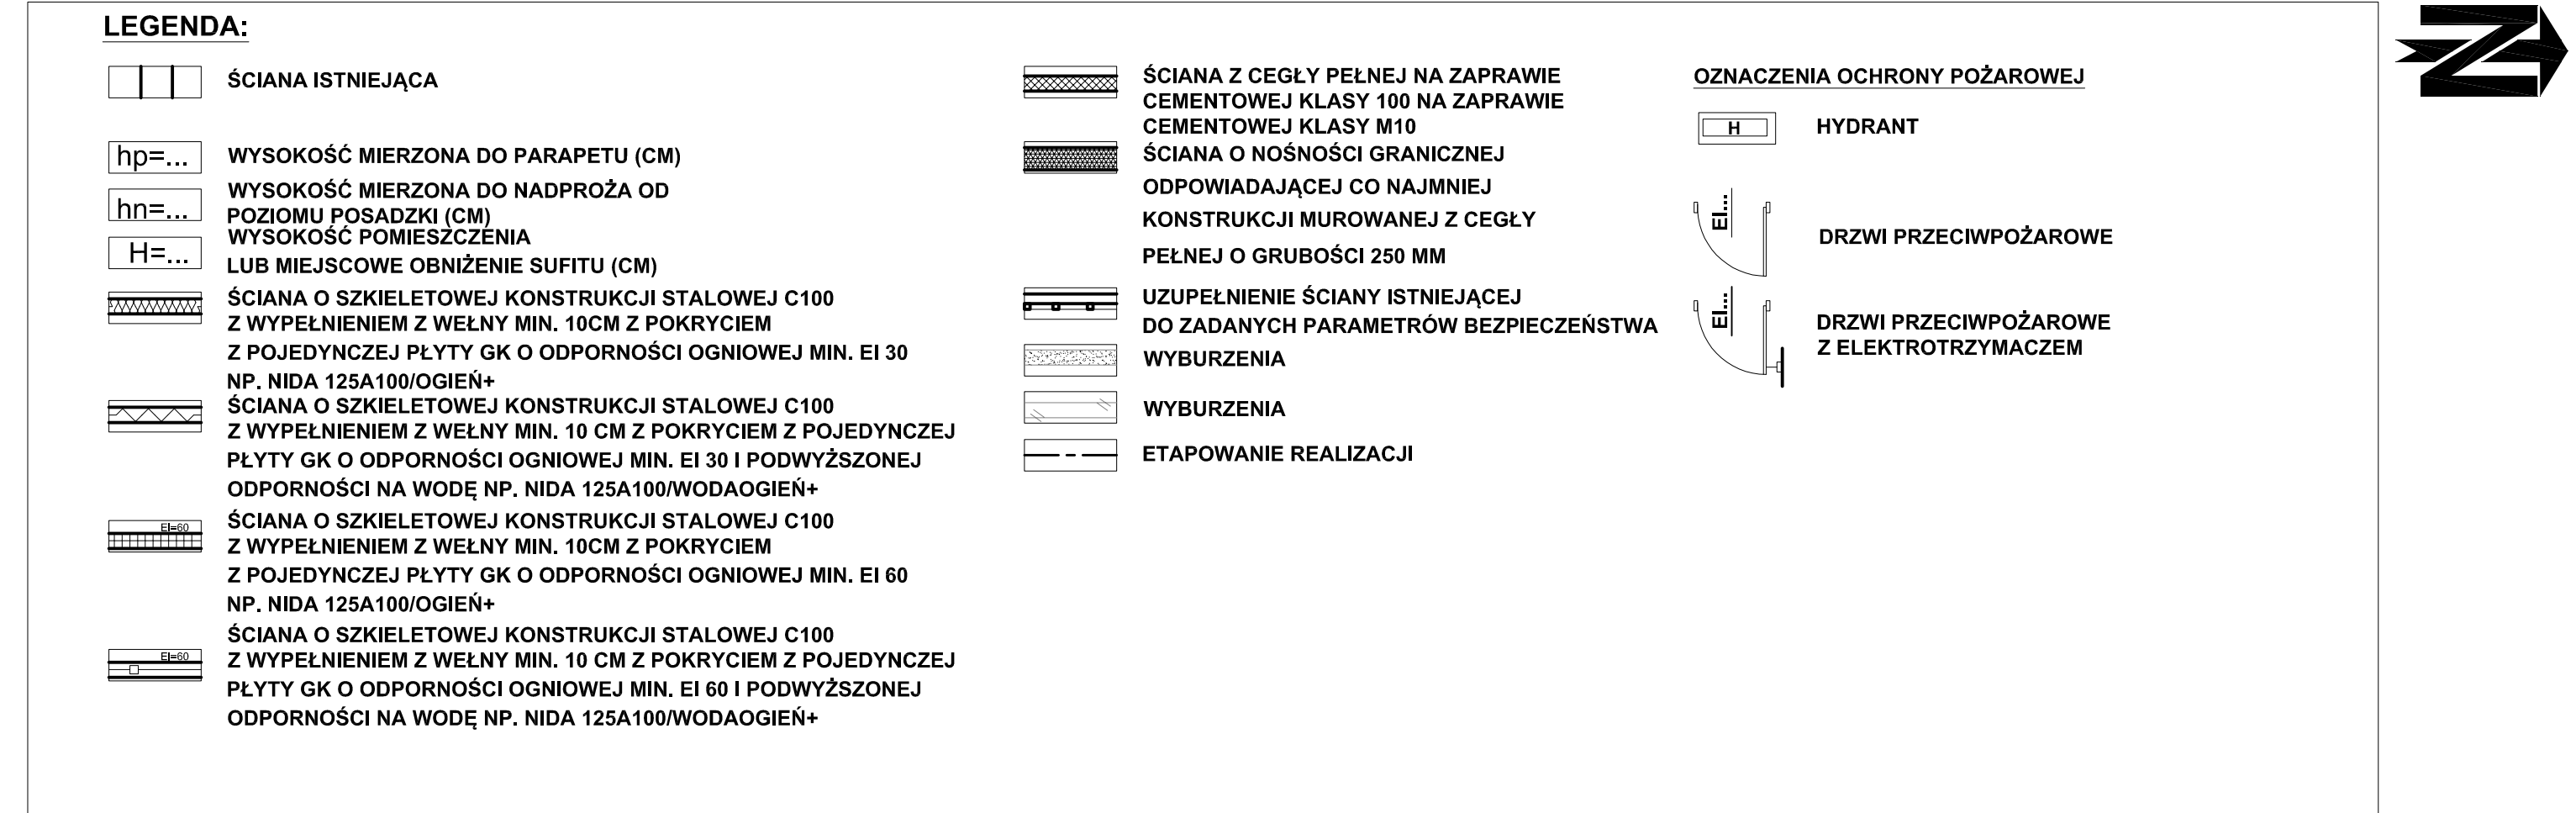 LEGENDA:
ŚCIANA ISTNIEJĄCA
hp=...
WYSOKOŚĆ MIERZONA DO PARAPETU (CM)
hn=...
WYSOKOŚĆ MIERZONA DO NADPROŻA OD
POZIOMU POSADZKI (CM)
H=...
WYSOKOŚĆ POMIESZCZENIA
LUB MIEJSCOWE OBNIŻENIE SUFITU (CM)
ŚCIANA O SZKIELETOWEJ KONSTRUKCJI STALOWEJ C100
Z WYPEŁNIENIEM Z WEŁNY MIN. 10CM Z POKRYCIEM
Z POJEDYNCZEJ PŁYTY GK O ODPORNOŚCI OGNIOWEJ MIN. EI 30
NP. NIDA 125A100/OGIEŃ+
ŚCIANA O SZKIELETOWEJ KONSTRUKCJI STALOWEJ C100
Z WYPEŁNIENIEM Z WEŁNY MIN. 10 CM Z POKRYCIEM Z POJEDYNCZEJ
PŁYTY GK O ODPORNOŚCI OGNIOWEJ MIN. EI 30 I PODWYŻSZONEJ
ODPORNOŚCI NA WODĘ NP. NIDA 125A100/WODAOGIEŃ+
EI=60
ŚCIANA O SZKIELETOWEJ KONSTRUKCJI STALOWEJ C100
Z WYPEŁNIENIEM Z WEŁNY MIN. 10CM Z POKRYCIEM
Z POJEDYNCZEJ PŁYTY GK O ODPORNOŚCI OGNIOWEJ MIN. EI 60
NP. NIDA 125A100/OGIEŃ+
EI=60
ŚCIANA O SZKIELETOWEJ KONSTRUKCJI STALOWEJ C100
Z WYPEŁNIENIEM Z WEŁNY MIN. 10 CM Z POKRYCIEM Z POJEDYNCZEJ
PŁYTY GK O ODPORNOŚCI OGNIOWEJ MIN. EI 60 I PODWYŻSZONEJ
ODPORNOŚCI NA WODĘ NP. NIDA 125A100/WODAOGIEŃ+
ŚCIANA Z CEGŁY PEŁNEJ NA ZAPRAWIE
CEMENTOWEJ KLASY 100 NA ZAPRAWIE
CEMENTOWEJ KLASY M10
ŚCIANA O NOŚNOŚCI GRANICZNEJ
ODPOWIADAJĄCEJ CO NAJMNIEJ
KONSTRUKCJI MUROWANEJ Z CEGŁY
PEŁNEJ O GRUBOŚCI 250 MM
UZUPEŁNIENIE ŚCIANY ISTNIEJĄCEJ
DO ZADANYCH PARAMETRÓW BEZPIECZEŃSTWA
WYBURZENIA
WYBURZENIA
ETAPOWANIE REALIZACJI
OZNACZENIA OCHRONY POŻAROWEJ
H
HYDRANT
EI...
DRZWI PRZECIWPOŻAROWE
EI...
DRZWI PRZECIWPOŻAROWE
Z ELEKTROTRZYMACZEM